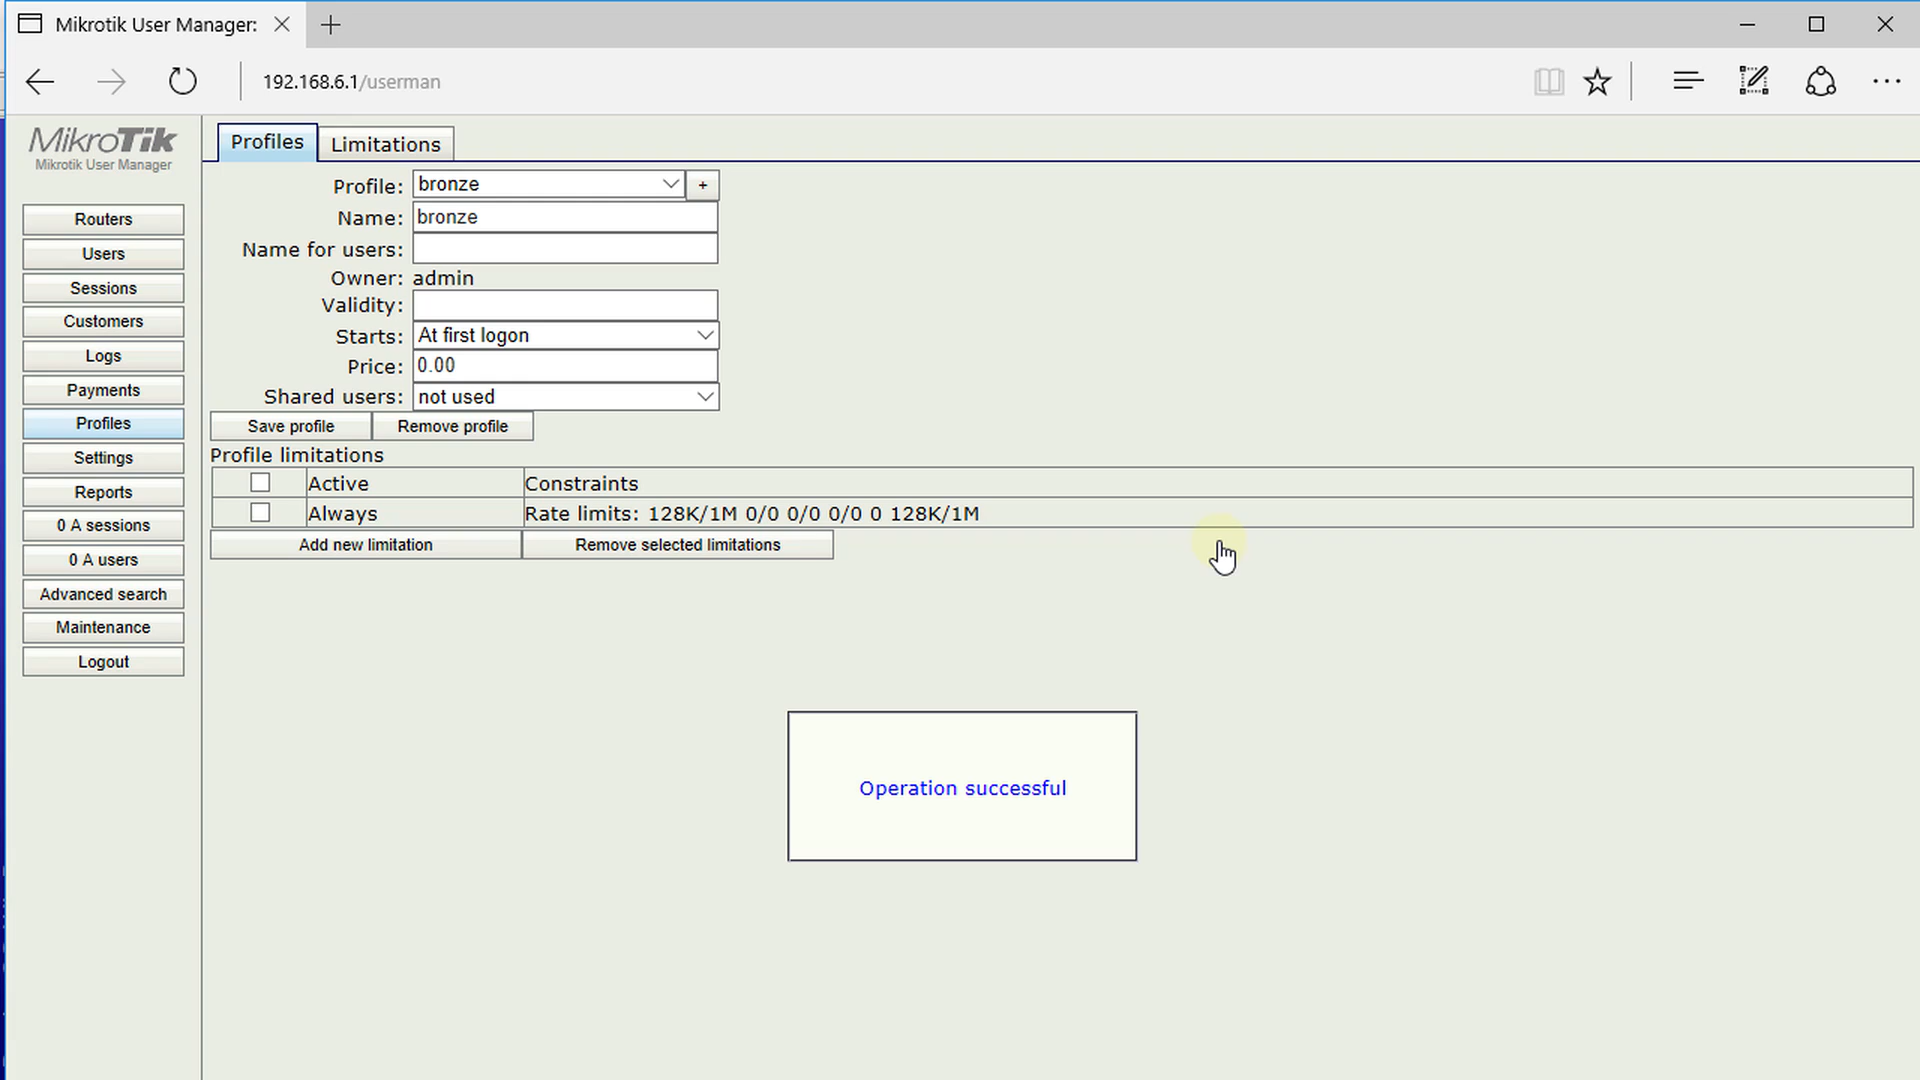 Mikrotik User Manager:
192.168.6.1/userman
MikroTik
Mikrotik User Manager
Routers
Users
Sessions
Customers
Logs
Payments
Profiles
Settings
Reports
0 A sessions
0 A users
Advanced search
Maintenance
Logout
Profiles Limitations
Profile: bronze +
Name: bronze
Name for users:
Owner: admin
Validity:
Starts: At first logon
Price: 0.00
Shared users: not used
Save profile Remove profile
Profile limitations
Active Constraints
Always Rate limits: 128K/1M 0/0 0/0 0/0 0 128K/1M
Add new limitation Remove selected limitations
Operation successful